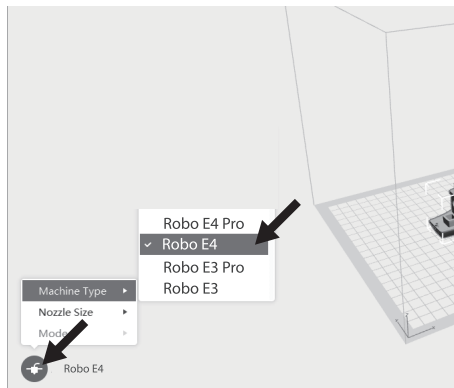 Robo E4 Pro
Robo E4
Robo E3 Pro
Robo E3
Machine Type
Nozzle Size
Robo E4